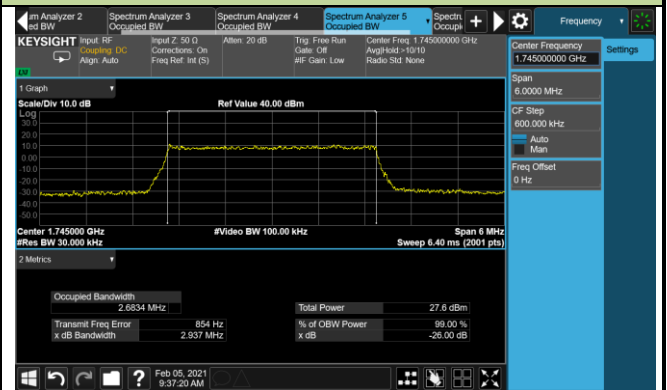 um Analyzer 2
ed BW
Spectrum Analyzer 3
Occupied BW
Spectrum Analyzer 4
Occupied BW
Spectrum Analyzer 5
Occupied BW
Spectru
Occupi
Frequency
KEYSIGHT
Input: RF
Coupling: DC
Align: Auto
Input Z: 50 Ω
Corrections: On
Freq Ref: Int (S)
Atten: 20 dB
Trig: Free Run
Gate: Off
#IF Gain: Low
Center Freq: 1.745000000 GHz
Avg|Hold:>10/10
Radio Std: None
Center Frequency
1.745000000 GHz
Settings
Span
6.0000 MHz
CF Step
600.000 kHz
Auto
Man
Freq Offset
0 Hz
LXI
1 Graph
Scale/Div 10.0 dB
Ref Value 40.00 dBm
Log
30.0
20.0
10.0
0.00
-10.0
-20.0
-30.0
-40.0
-50.0
Center 1.745000 GHz
#Video BW 100.00 kHz
Span 6 MHz
#Res BW 30.000 kHz
Sweep 6.40 ms (2001 pts)
2 Metrics
Occupied Bandwidth
2.6834 MHz
Total Power
27.6 dBm
Transmit Freq Error
854 Hz
% of OBW Power
99.00 %
x dB Bandwidth
2.937 MHz
x dB
-26.00 dB
Feb 05, 2021
9:37:20 AM